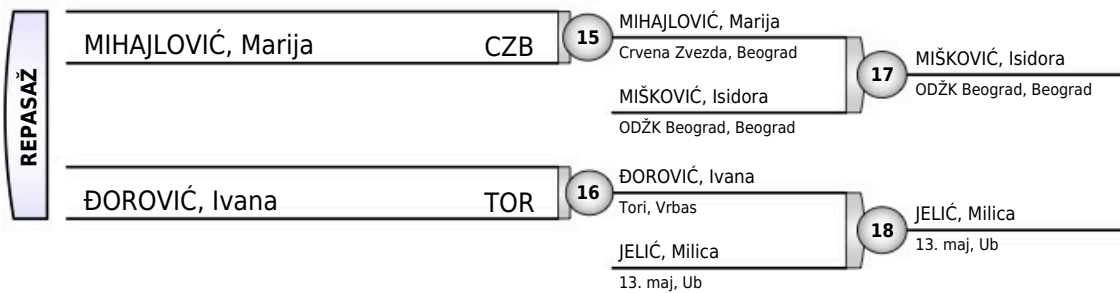 REPASAŽ
MIHAJLOVIĆ, Marija CZB
15
MIHAJLOVIĆ, Marija
Crvena Zvezda, Beograd
MIŠKOVIĆ, Isidora
ODŽK Beograd, Beograd
17
MIŠKOVIĆ, Isidora
ODŽK Beograd, Beograd
ĐOROVIĆ, Ivana TOR
16
ĐOROVIĆ, Ivana
Tori, Vrbas
JELIĆ, Milica
13. maj, Ub
18
JELIĆ, Milica
13. maj, Ub